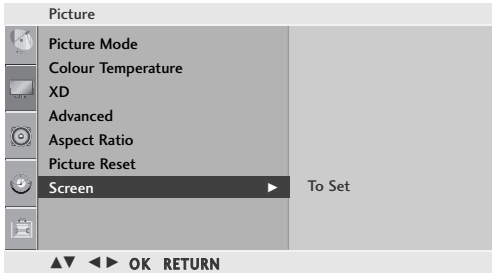 Picture
Picture Mode
Colour Temperature
XD
Advanced
Aspect Ratio
Picture Reset
Screen ► To Set
▲▼ ◄► OK RETURN